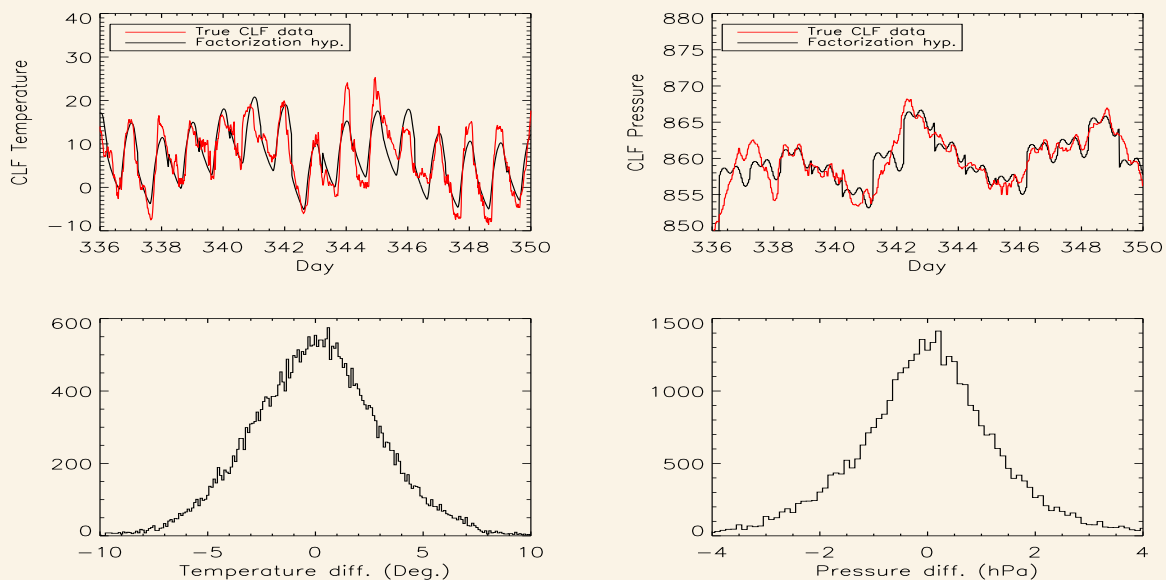 40
30
20
10
0
−10
CLF Temperature
True CLF data
Factorization hyp.
336 338 340 342 344 346 348 350
Day
880
875
870
865
860
855
850
CLF Pressure
True CLF data
Factorization hyp.
336 338 340 342 344 346 348 350
Day
600
400
200
0
−10 −5 0 5 10
Temperature diff. (Deg.)
1500
1000
500
0
−4 −2 0 2 4
Pressure diff. (hPa)